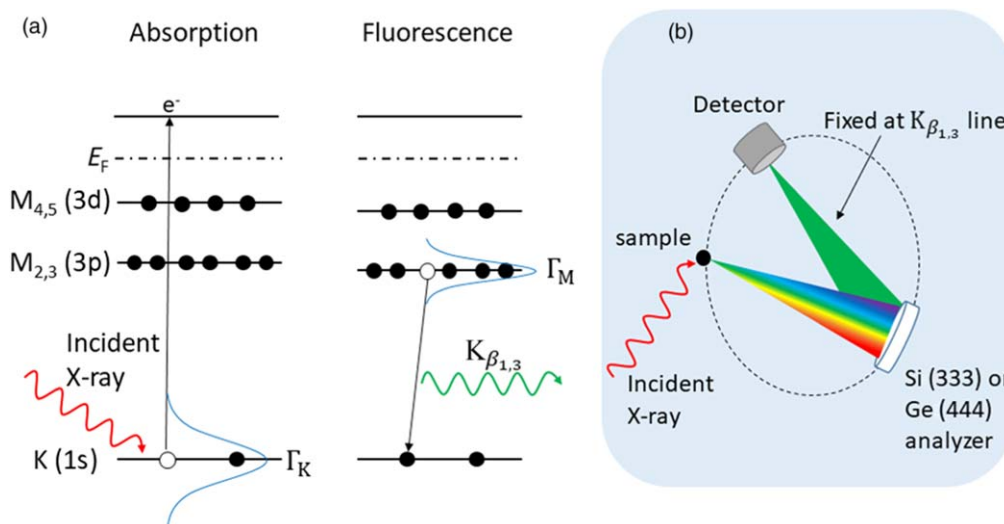 (a)
Absorption
Fluorescence
e-
E_F
M4,5 (3d)
M2,3 (3p)
Γ_M
Incident
X-ray
K_β1,3
K (1s)
Γ_K
(b)
Detector
Fixed at K_β1,3 line
sample
Incident
X-ray
Si (333) o
Ge (444)
analyzer